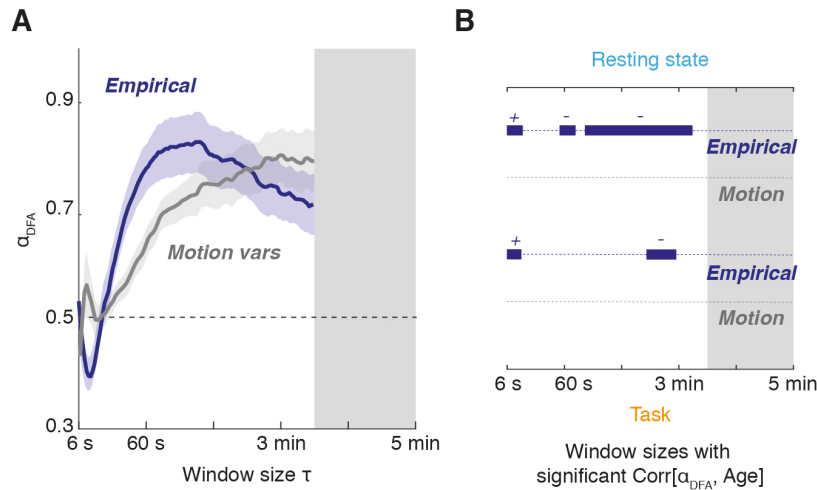 A
Empirical
Motion vars
α_DFA
0.9
0.7
0.5
0.3
6 s
60 s
3 min
5 min
Window size τ
B
Resting state
+
-
-
Empirical
Motion
+
-
Empirical
Motion
6 s
60 s
3 min
5 min
Task
Window sizes with
significant Corr[α_DFA, Age]